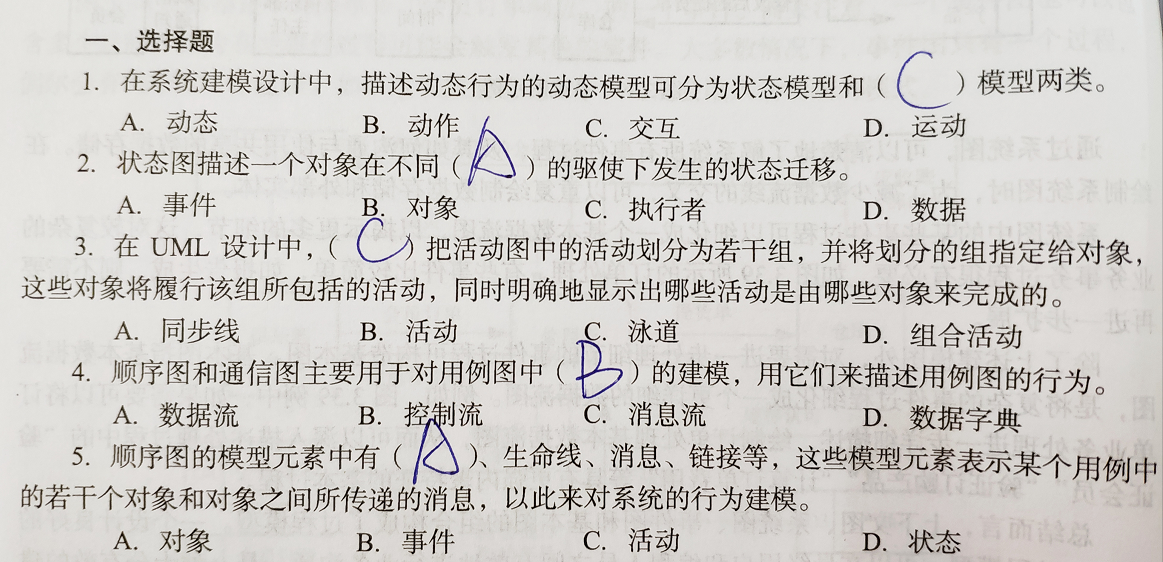 一、选择题
1. 在系统建模设计中，描述动态行为的动态模型可分为状态模型和（ C ）模型两类。
A. 动态 B. 动作 C. 交互 D. 运动
2. 状态图描述一个对象在不同（ A ）的驱使下发生的状态迁移。
A. 事件 B. 对象 C. 执行者 D. 数据
3. 在 UML 设计中，（ C ）把活动图中的活动划分为若干组，并将划分的组指定给对象，
这些对象将履行该组所包括的活动，同时明确地显示出哪些活动是由哪些对象来完成的。
A. 同步线 B. 活动 C. 泳道 D. 组合活动
4. 顺序图和通信图主要用于对用例图中（ B ）的建模，用它们来描述用例图的行为。
A. 数据流 B. 控制流 C. 消息流 D. 数据字典
5. 顺序图的模型元素中有（ A ）、生命线、消息、链接等，这些模型元素表示某个用例中
的若干个对象和对象之间所传递的消息，以此来对系统的行为建模。
A. 对象 B. 事件 C. 活动 D. 状态